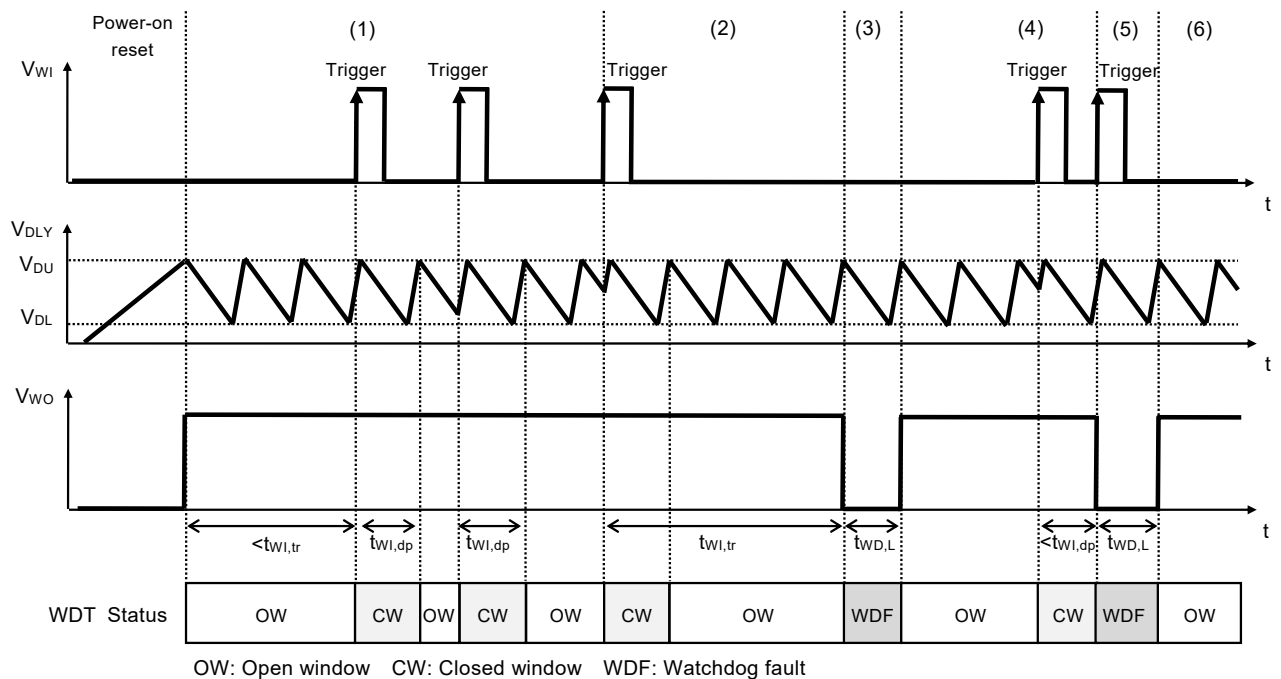 Power-on reset (1) (2) (3) (4) (5) (6)
VWI Trigger Trigger Trigger Trigger Trigger
t
VDLY
VDU
VDL
t
VWO
t
<tWI,tr tWI,dp tWI,dp tWI,tr tWD,L <tWI,dp tWD,L
WDT Status OW CW OW CW OW CW OW WDF OW CW WDF OW
OW: Open window CW: Closed window WDF: Watchdog fault